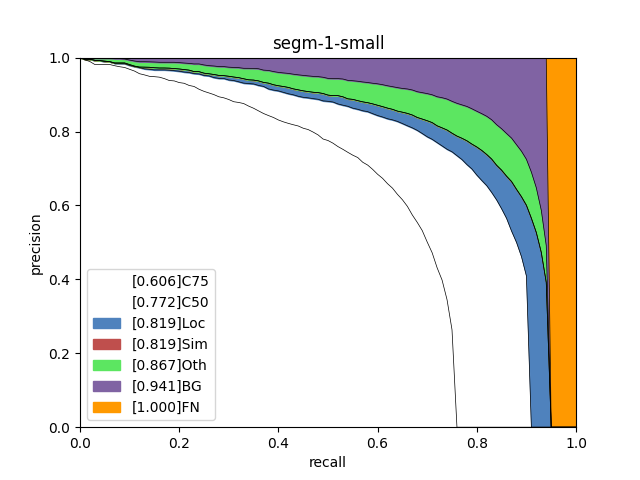 segm-1-small
1.0
0.8
0.6
0.4
0.2
0.0
precision
[0.606]C75
[0.772]C50
[0.819]Loc
[0.819]Sim
[0.867]Oth
[0.941]BG
[1.000]FN
0.0 0.2 0.4 0.6 0.8 1.0
recall